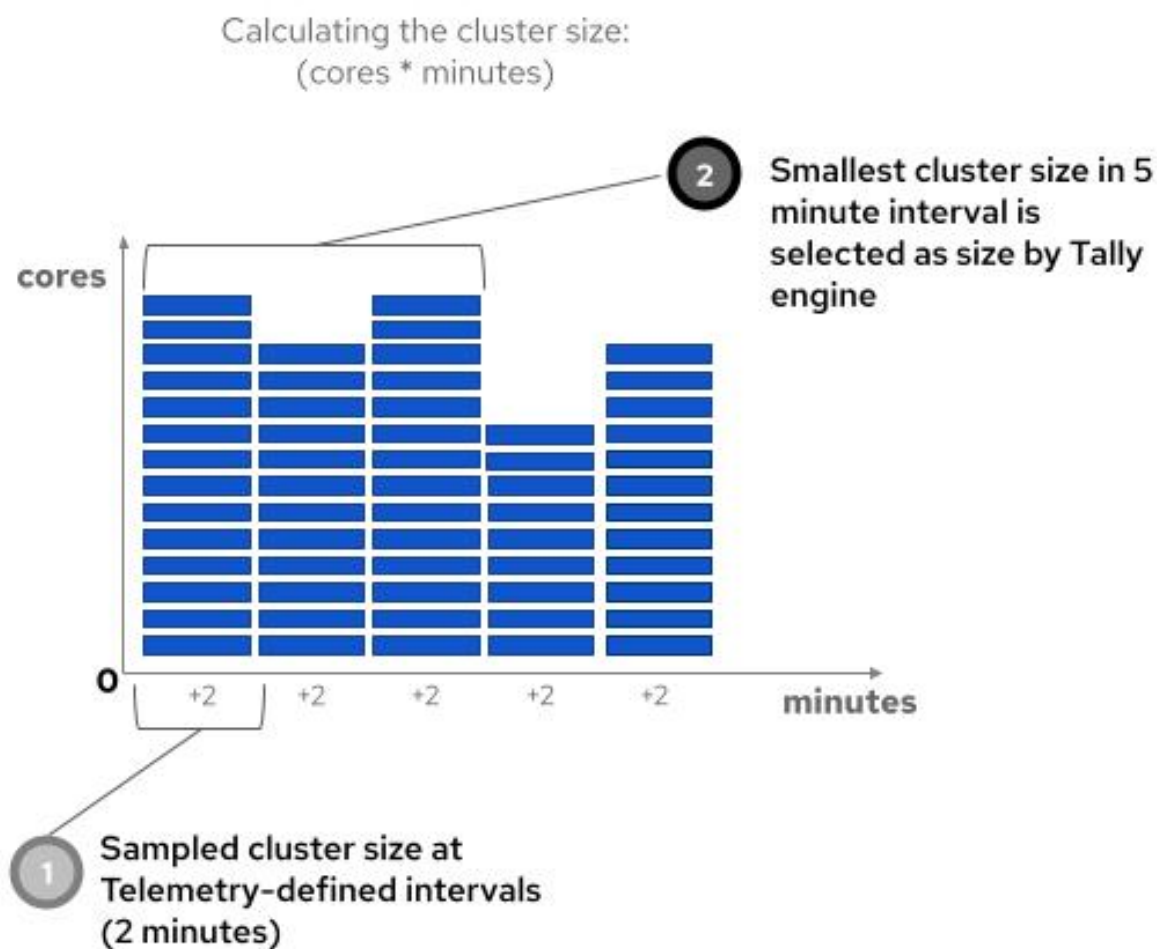 Calculating the cluster size:
(cores * minutes)
2
Smallest cluster size in 5
minute interval is
selected as size by Tally
engine
cores
0
+2 +2 +2 +2 +2
minutes
1
Sampled cluster size at
Telemetry-defined intervals
(2 minutes)